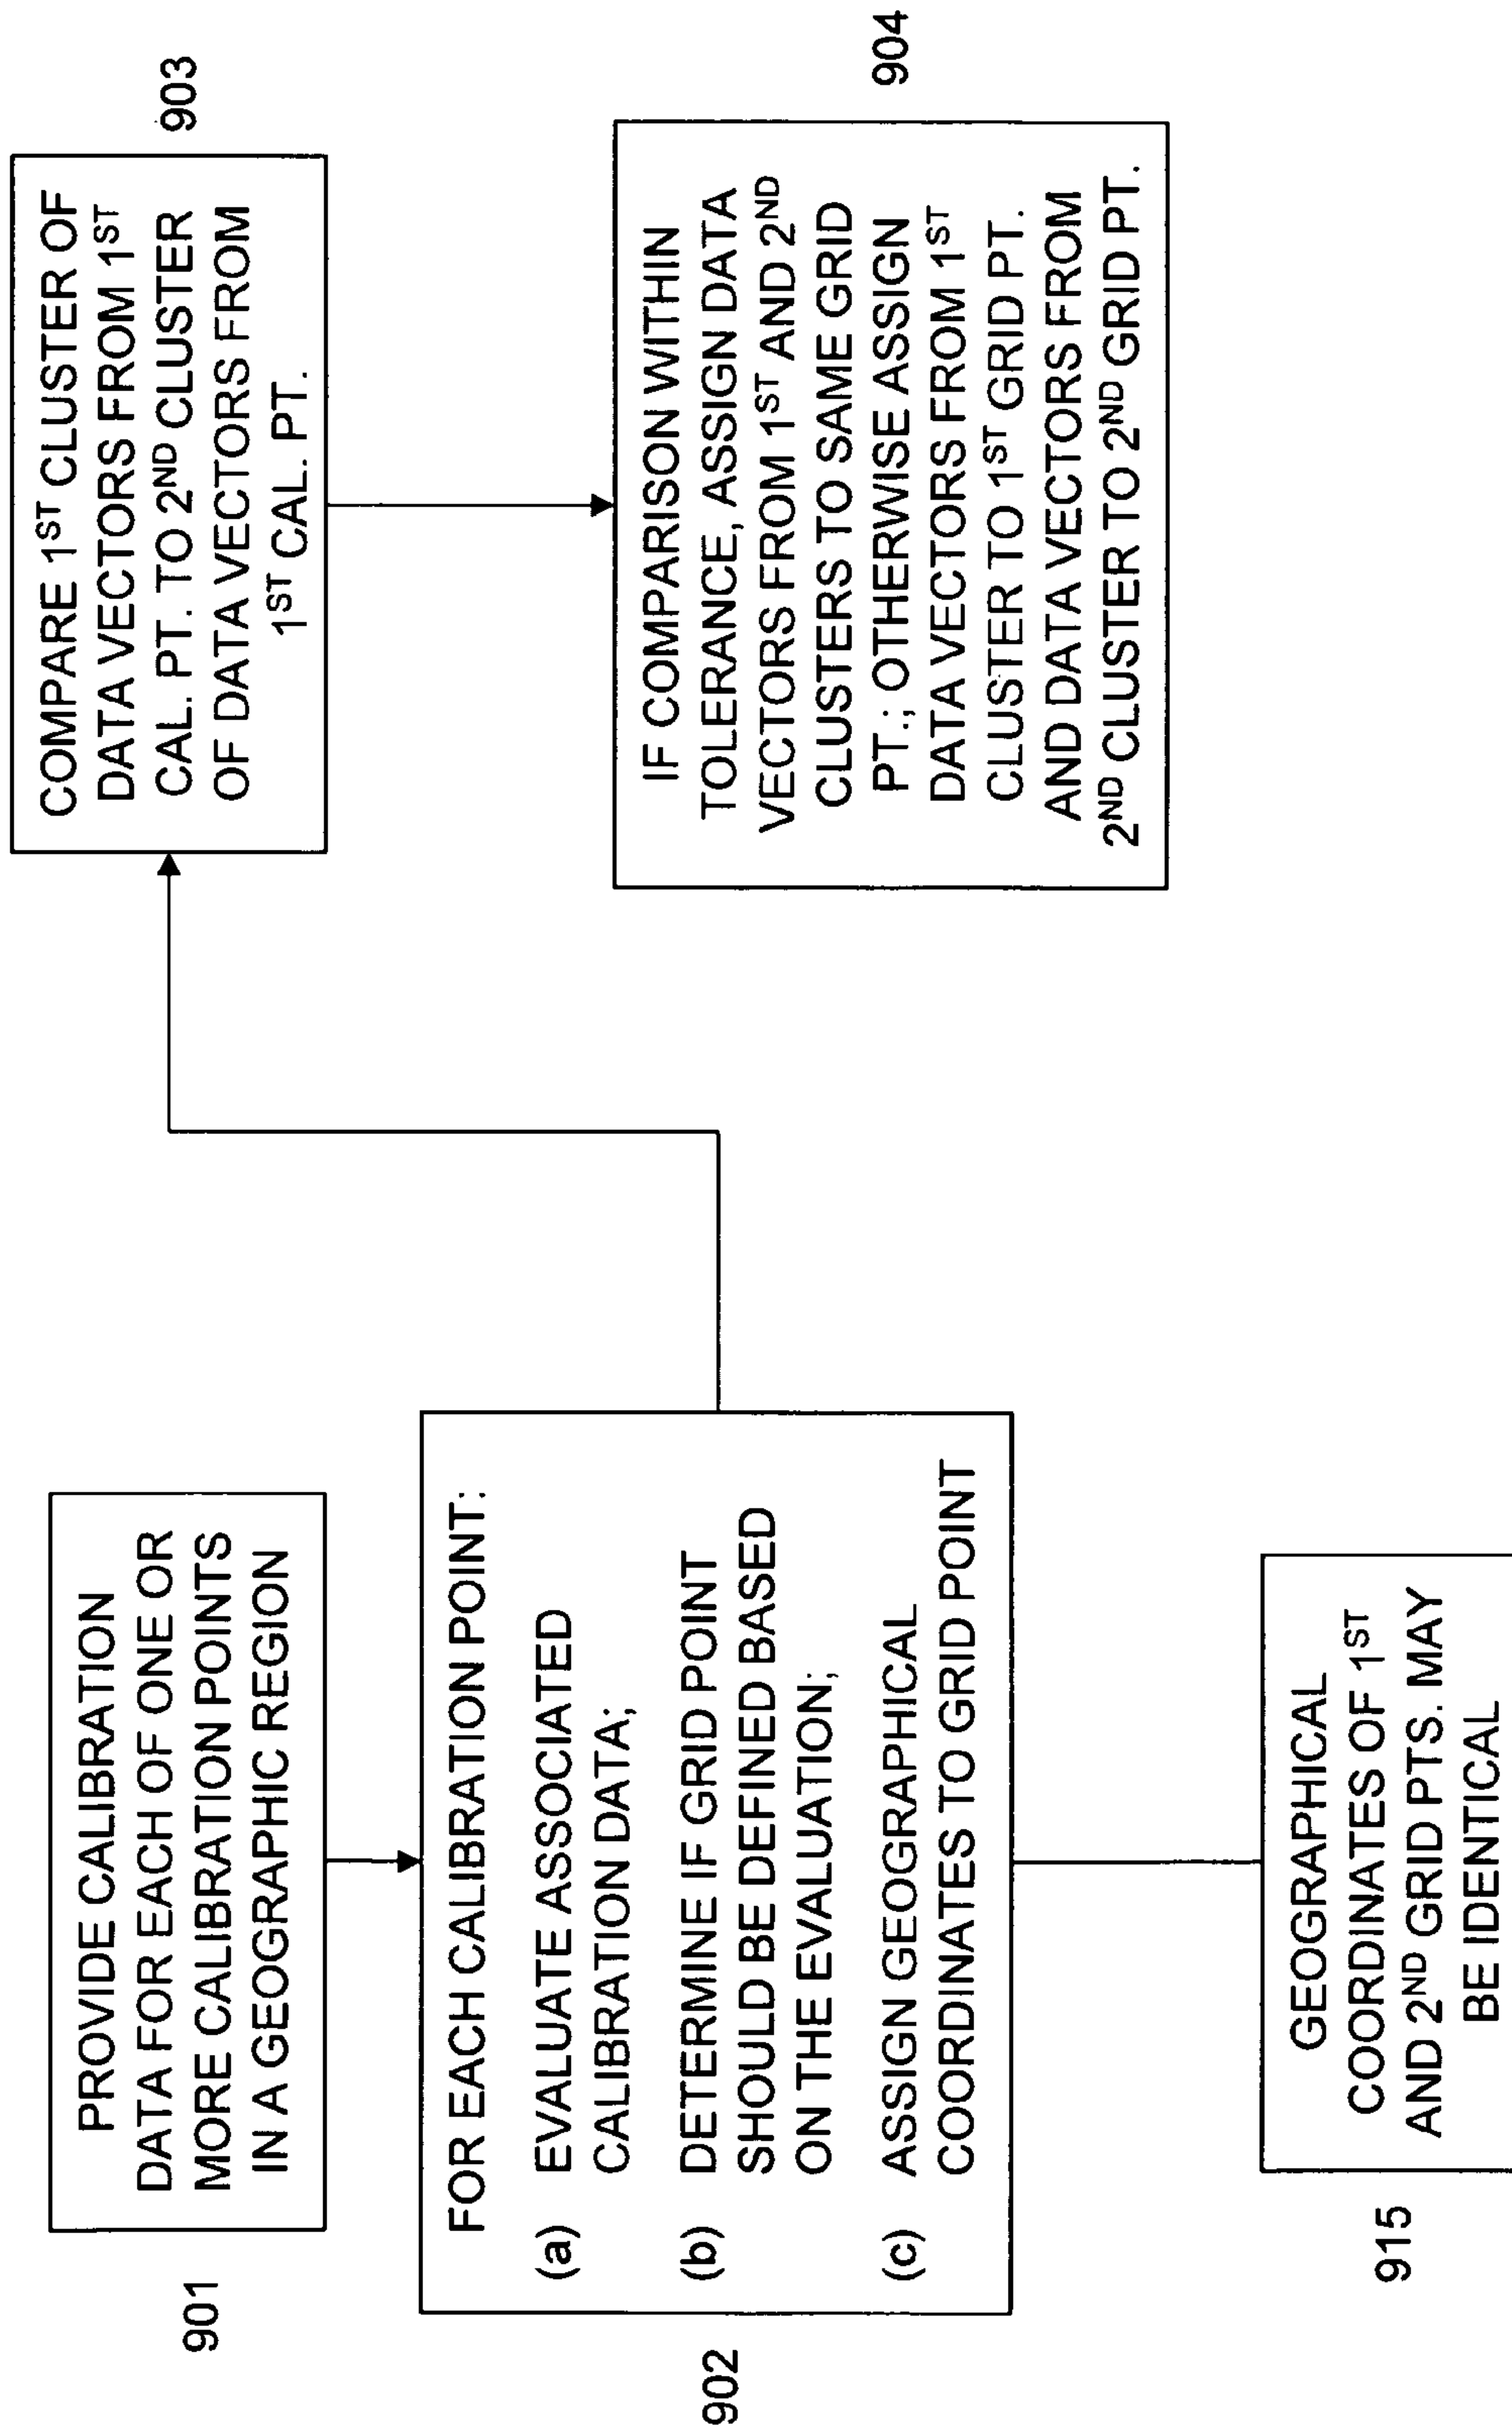 901
PROVIDE CALIBRATION
DATA FOR EACH OF ONE OR
MORE CALIBRATION POINTS
IN A GEOGRAPHIC REGION
902
FOR EACH CALIBRATION POINT:
(a) EVALUATE ASSOCIATED
CALIBRATION DATA;
(b) DETERMINE IF GRID POINT
SHOULD BE DEFINED BASED
ON THE EVALUATION;
(c) ASSIGN GEOGRAPHICAL
COORDINATES TO GRID POINT
915
GEOGRAPHICAL
COORDINATES OF 1ST
AND 2ND GRID PTS. MAY
BE IDENTICAL
903
COMPARE 1ST CLUSTER OF
DATA VECTORS FROM 1ST
CAL. PT. TO 2ND CLUSTER
OF DATA VECTORS FROM
1ST CAL. PT.
904
IF COMPARISON WITHIN
TOLERANCE, ASSIGN DATA
VECTORS FROM 1ST AND 2ND
CLUSTERS TO SAME GRID
PT.; OTHERWISE ASSIGN
DATA VECTORS FROM 1ST
CLUSTER TO 1ST GRID PT.
AND DATA VECTORS FROM
2ND CLUSTER TO 2ND GRID PT.